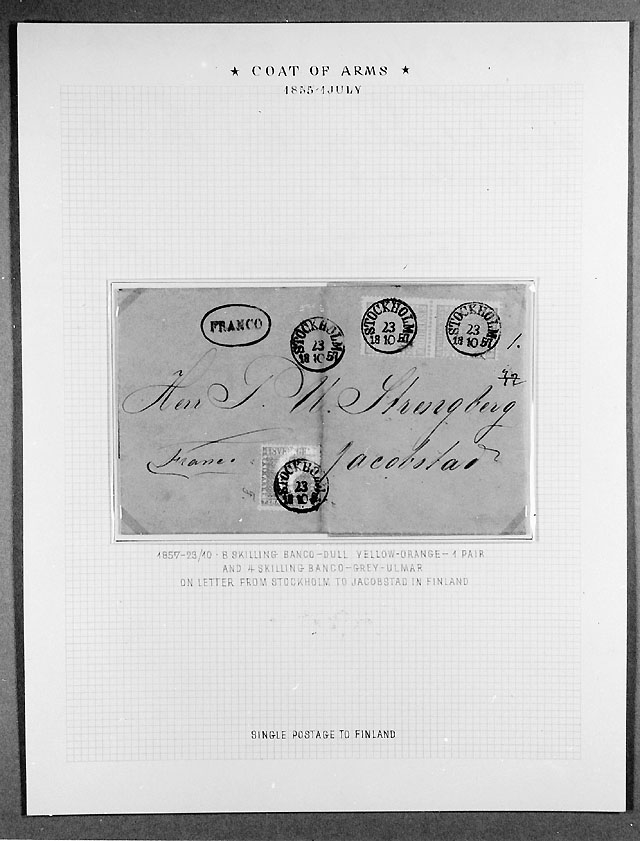 ★ COAT OF ARMS ★
1855-1JULY
FRANCO
STOCKHOLM
23
18 10 57
STOCKHOLM
23
18 10 57
STOCKHOLM
23
18 10 57
1.
Herr P. W. Strengberg
Franco Jacobstad
STOCKHOLM
23
18 10 57
1857-23/10 · 8 SKILLING BANCO-DULL YELLOW-ORANGE-1 PAIR
AND 4 SKILLING BANCO-GREY-ULMAR
ON LETTER FROM STOCKHOLM TO JACOBSTAD IN FINLAND
SINGLE POSTAGE TO FINLAND